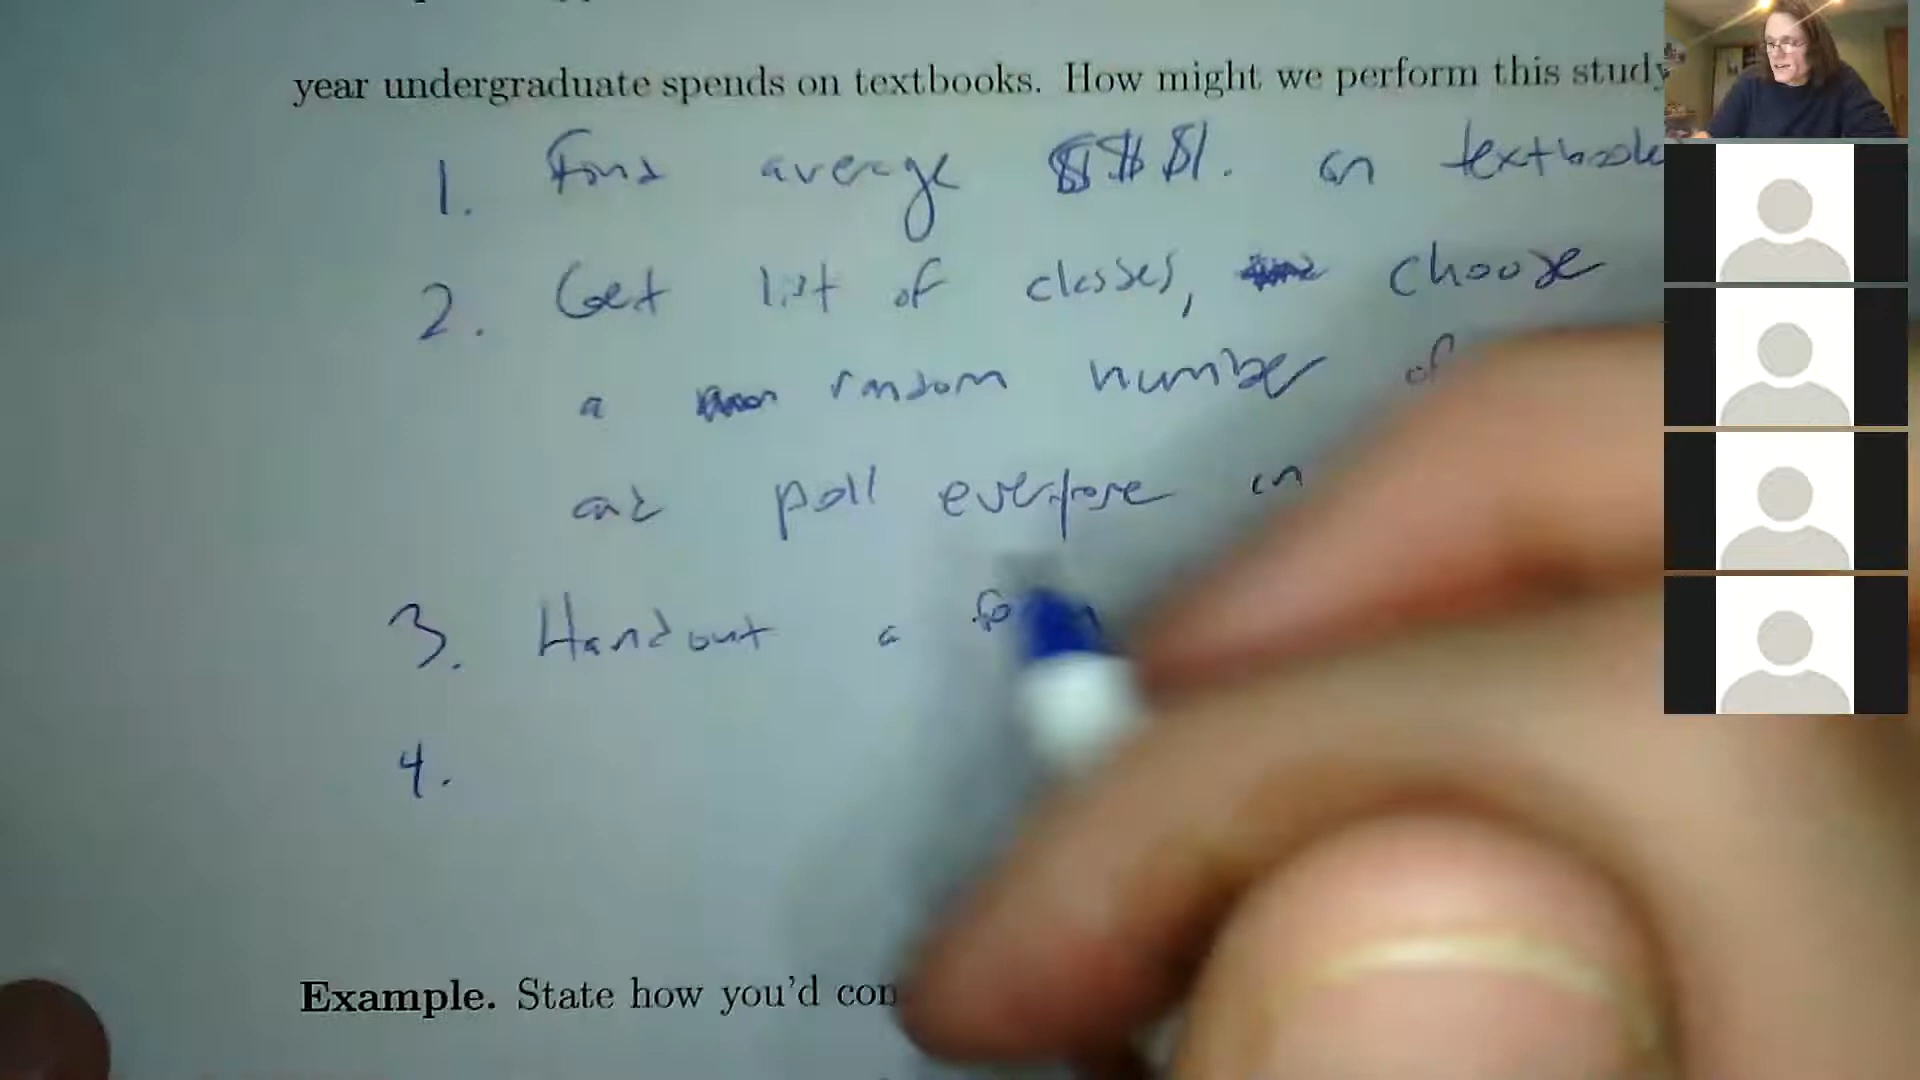 year undergraduate spends on textbooks. How might we perform this study
1. Find average $$$. on textbook
2. Get list of classes, choose
a random number of
and poll everyone in
3. Handout a
4.
Example. State how you'd con